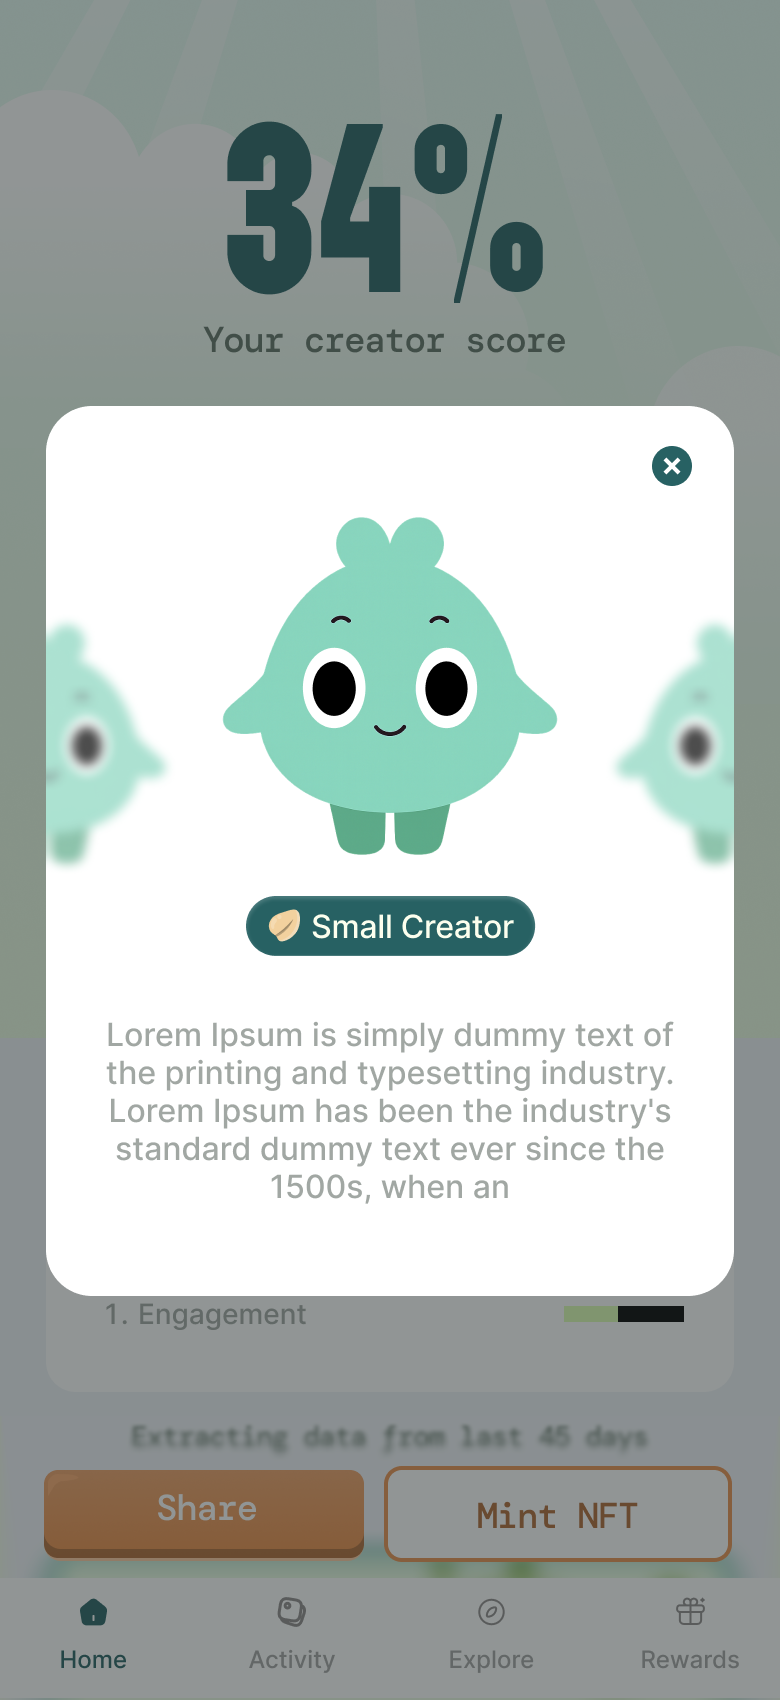 34%
Your creator score
Small Creator
Lorem Ipsum is simply dummy text of
the printing and typesetting industry.
Lorem Ipsum has been the industry's
standard dummy text ever since the
1500s, when an
1. Engagement
Extracting data from last 45 days
Share
Mint NFT
Home
Activity
Explore
Rewards